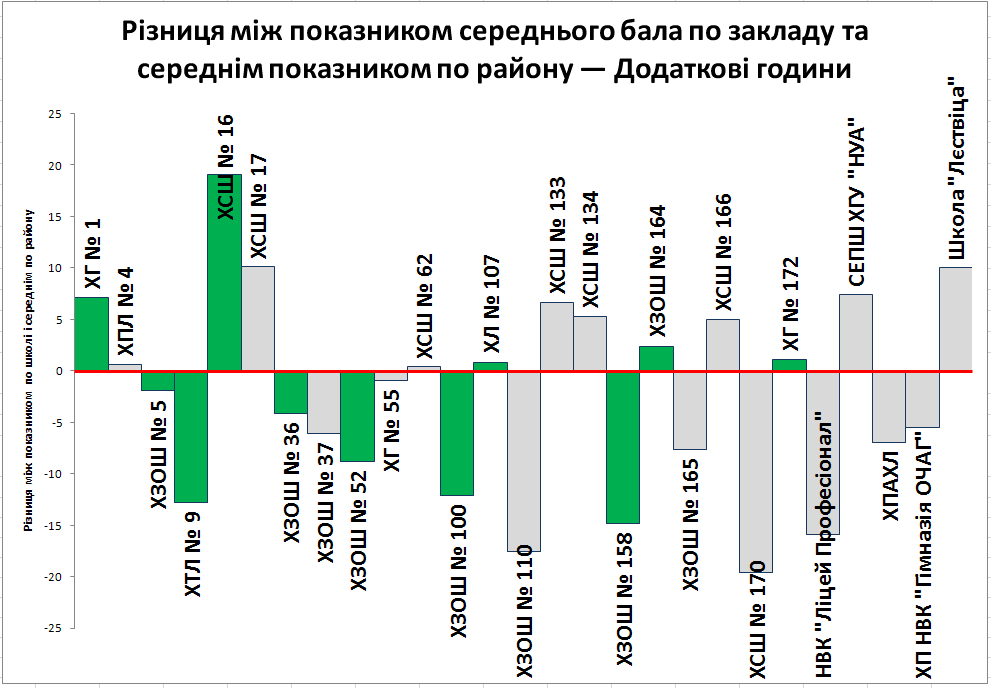 Різниця між показником середнього бала по закладу та
середнім показником по району — Додаткові години
Різниця між показником по школі і середнім по району
25
20
15
10
5
0
-5
-10
-15
-20
-25
ХГ № 1
ХПЛ № 4
ХЗОШ № 5
ХТЛ № 9
ХСШ № 16
ХСШ № 17
ХЗОШ № 36
ХЗОШ № 37
ХЗОШ № 52
ХГ № 55
ХСШ № 62
ХЗОШ № 100
ХЛ № 107
ХЗОШ № 110
ХСШ № 133
ХСШ № 134
ХЗОШ № 158
ХЗОШ № 164
ХЗОШ № 165
ХСШ № 166
ХСШ № 170
ХГ № 172
НВК "Ліцей Професіонал"
СЕПШ ХГУ "НУА"
ХПАХЛ
ХП НВК "Гімназія ОЧАГ"
Школа "Лєствіца"